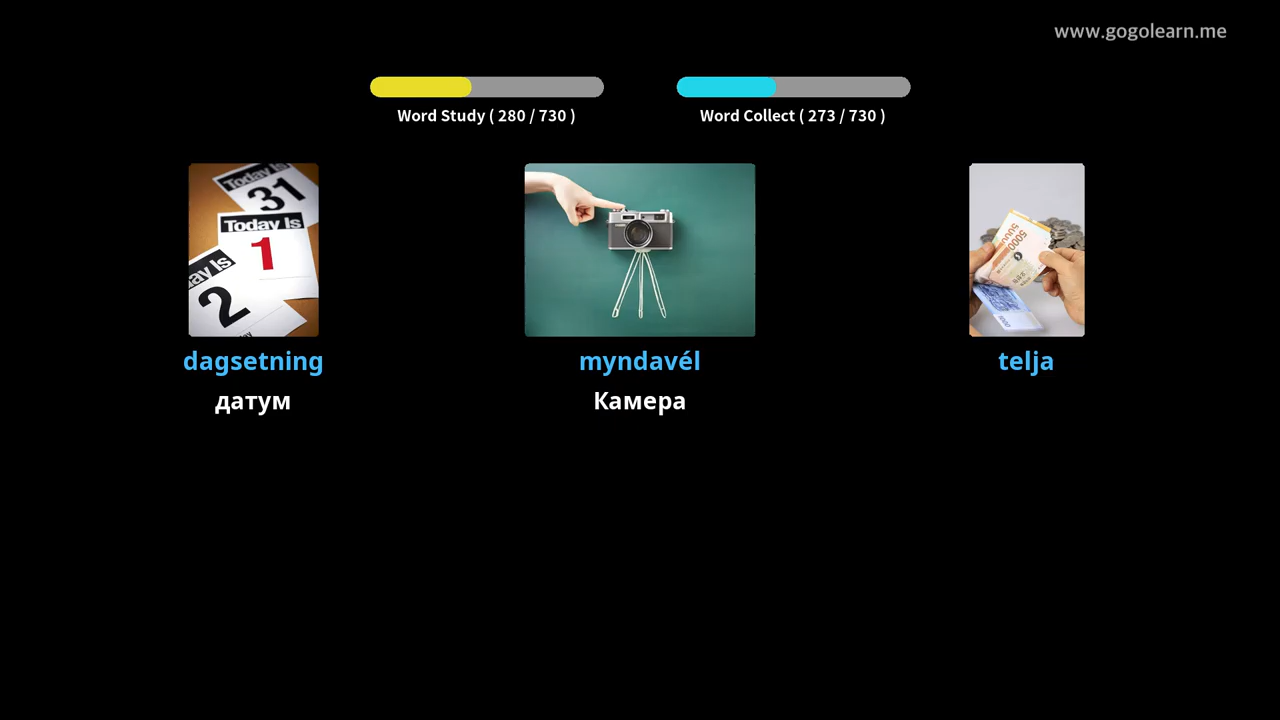 www.gogolearn.me
Word Study ( 280 / 730 )
Word Collect ( 273 / 730 )
Today Is
31
Today Is
1
ay Is
2
5000
dagsetning
myndavél
telja
датум
Камера